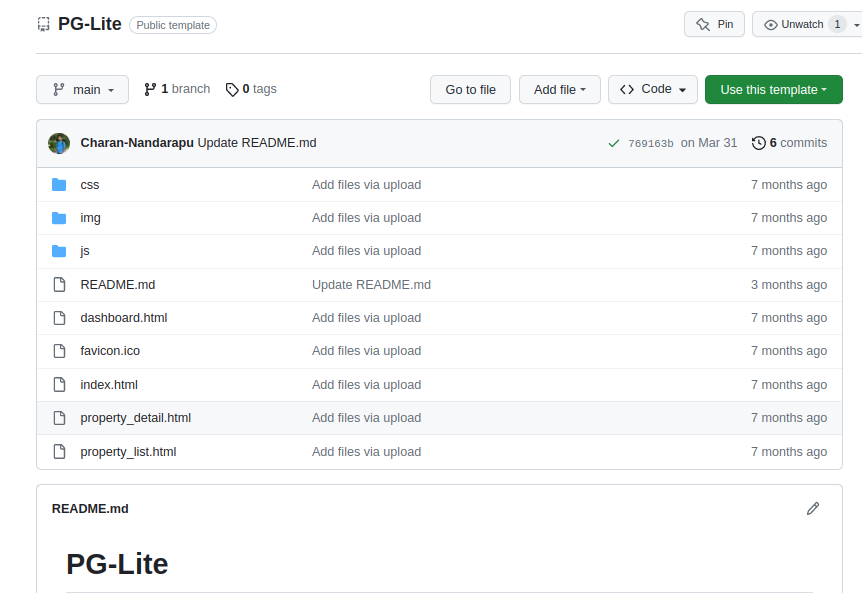 PG-Lite Public template Pin Unwatch 1
main 1 branch 0 tags Go to file Add file Code Use this template
Charan-Nandarapu Update README.md 769163b on Mar 31 6 commits
css Add files via upload 7 months ago
img Add files via upload 7 months ago
js Add files via upload 7 months ago
README.md Update README.md 3 months ago
dashboard.html Add files via upload 7 months ago
favicon.ico Add files via upload 7 months ago
index.html Add files via upload 7 months ago
property_detail.html Add files via upload 7 months ago
property_list.html Add files via upload 7 months ago
README.md
PG-Lite